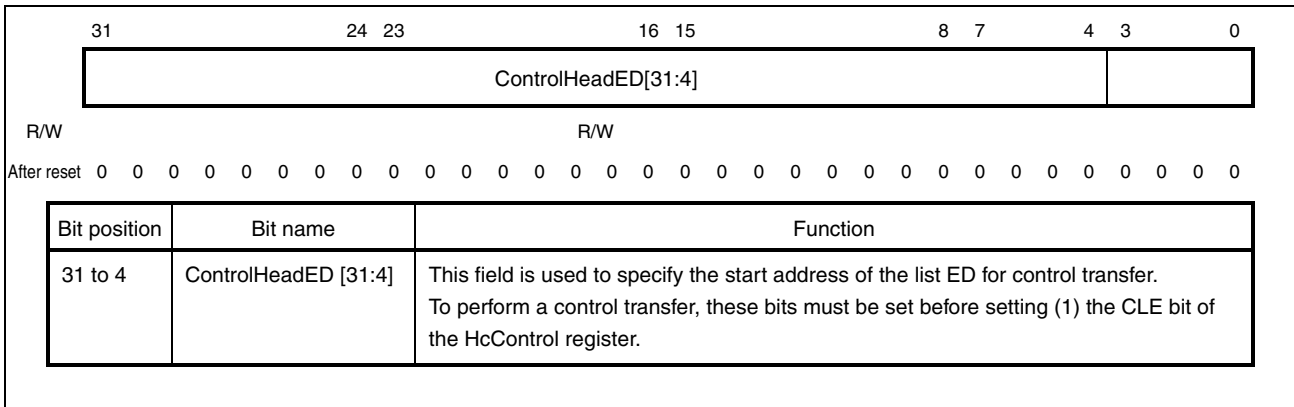 31 24 23 16 15 8 7 4 3 0
ControlHeadED[31:4]
R/W R/W
After reset 0 0 0 0 0 0 0 0 0 0 0 0 0 0 0 0 0 0 0 0 0 0 0 0 0 0 0 0 0 0 0 0
Bit position Bit name Function
31 to 4 ControlHeadED [31:4] This field is used to specify the start address of the list ED for control transfer.
To perform a control transfer, these bits must be set before setting (1) the CLE bit of
the HcControl register.